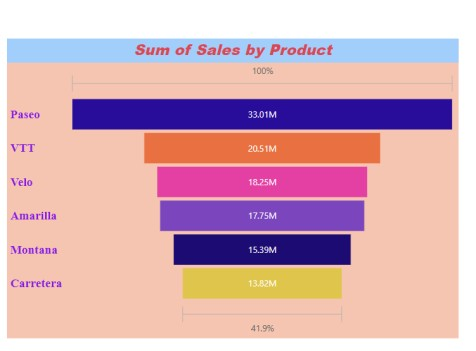 Sum of Sales by Product
100%
Paseo 33.01M
VTT 20.51M
Velo 18.25M
Amarilla 17.75M
Montana 15.39M
Carretera 13.82M
41.9%